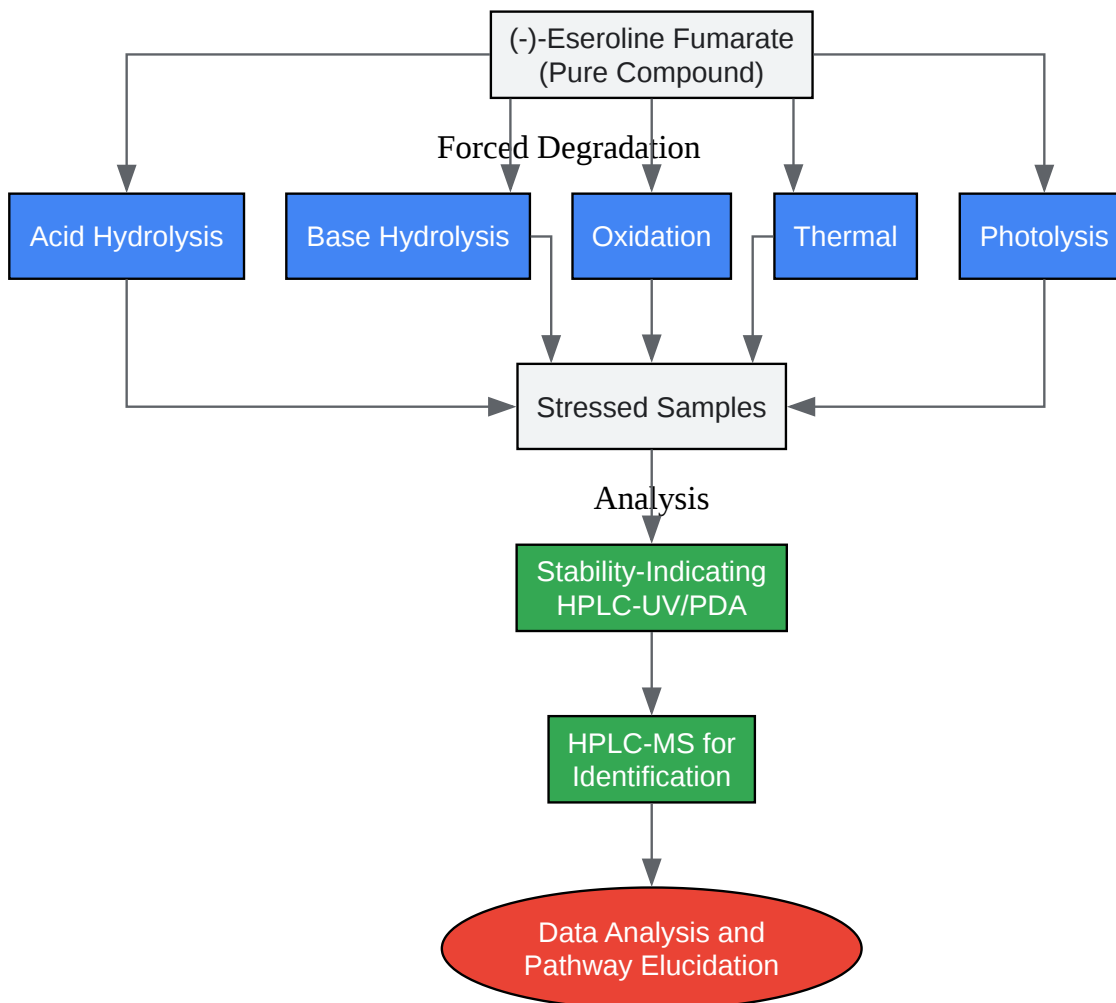 (-)-Eseroline Fumarate
(Pure Compound)
Forced Degradation
Acid Hydrolysis
Base Hydrolysis
Oxidation
Thermal
Photolysis
Stressed Samples
Analysis
Stability-Indicating
HPLC-UV/PDA
HPLC-MS for
Identification
Data Analysis and
Pathway Elucidation